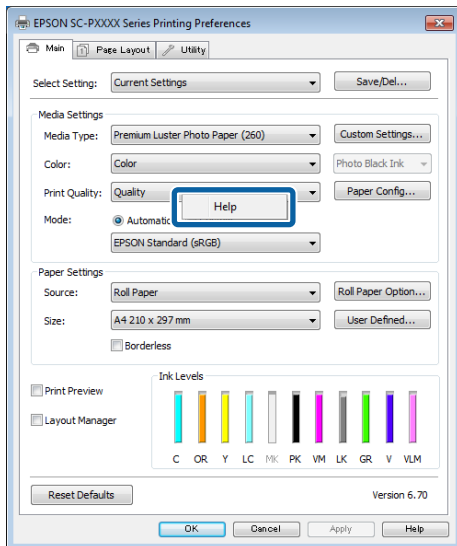 EPSON SC-PXXXX Series Printing Preferences
Main Page Layout Utility
Select Setting: Current Settings Save/Del...
Media Settings
Media Type: Premium Luster Photo Paper (260) Custom Settings...
Color: Color Photo Black Ink
Print Quality: Quality Paper Config...
Help
Mode: Automatic
EPSON Standard (sRGB)
Paper Settings
Source: Roll Paper Roll Paper Option...
Size: A4 210 x 297 mm User Defined...
Borderless
Ink Levels
Print Preview
Layout Manager
C OR Y LC MK PK VM LK GR V VLM
Reset Defaults Version 6.70
OK Cancel Apply Help